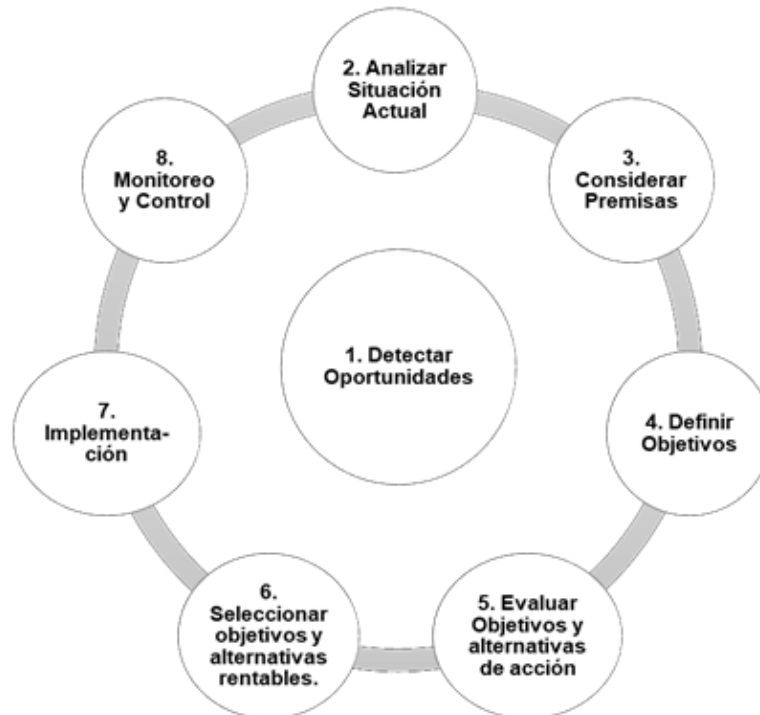 1. Detectar
Oportunidades
2. Analizar
Situación
Actual
3.
Considerar
Premisas
4. Definir
Objetivos
5. Evaluar
Objetivos y
alternativas
de acción
6.
Seleccionar
objetivos y
alternativas
rentables.
7.
Implementa-
ción
8.
Monitoreo
y Control